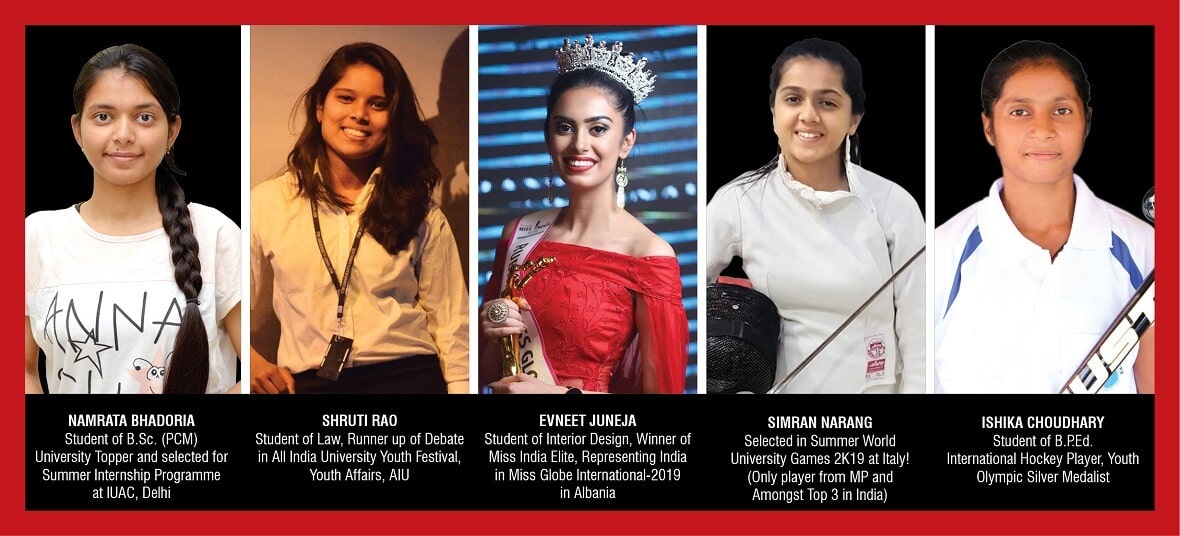 ANNA
NAMRATA BHADORIA
Student of B.Sc. (PCM)
University Topper and selected for
Summer Internship Programme
at IUAC, Delhi
SHRUTI RAO
Student of Law, Runner up of Debate
in All India University Youth Festival,
Youth Affairs, AIU
EVNEET JUNEJA
Student of Interior Design, Winner of
Miss India Elite, Representing India
in Miss Globe International-2019
in Albania
SIMRAN NARANG
Selected in Summer World
University Games 2K19 at Italy!
(Only player from MP and
Amongst Top 3 in India)
ISHIKA CHOUDHARY
Student of B.P.Ed.
International Hockey Player, Youth
Olympic Silver Medalist